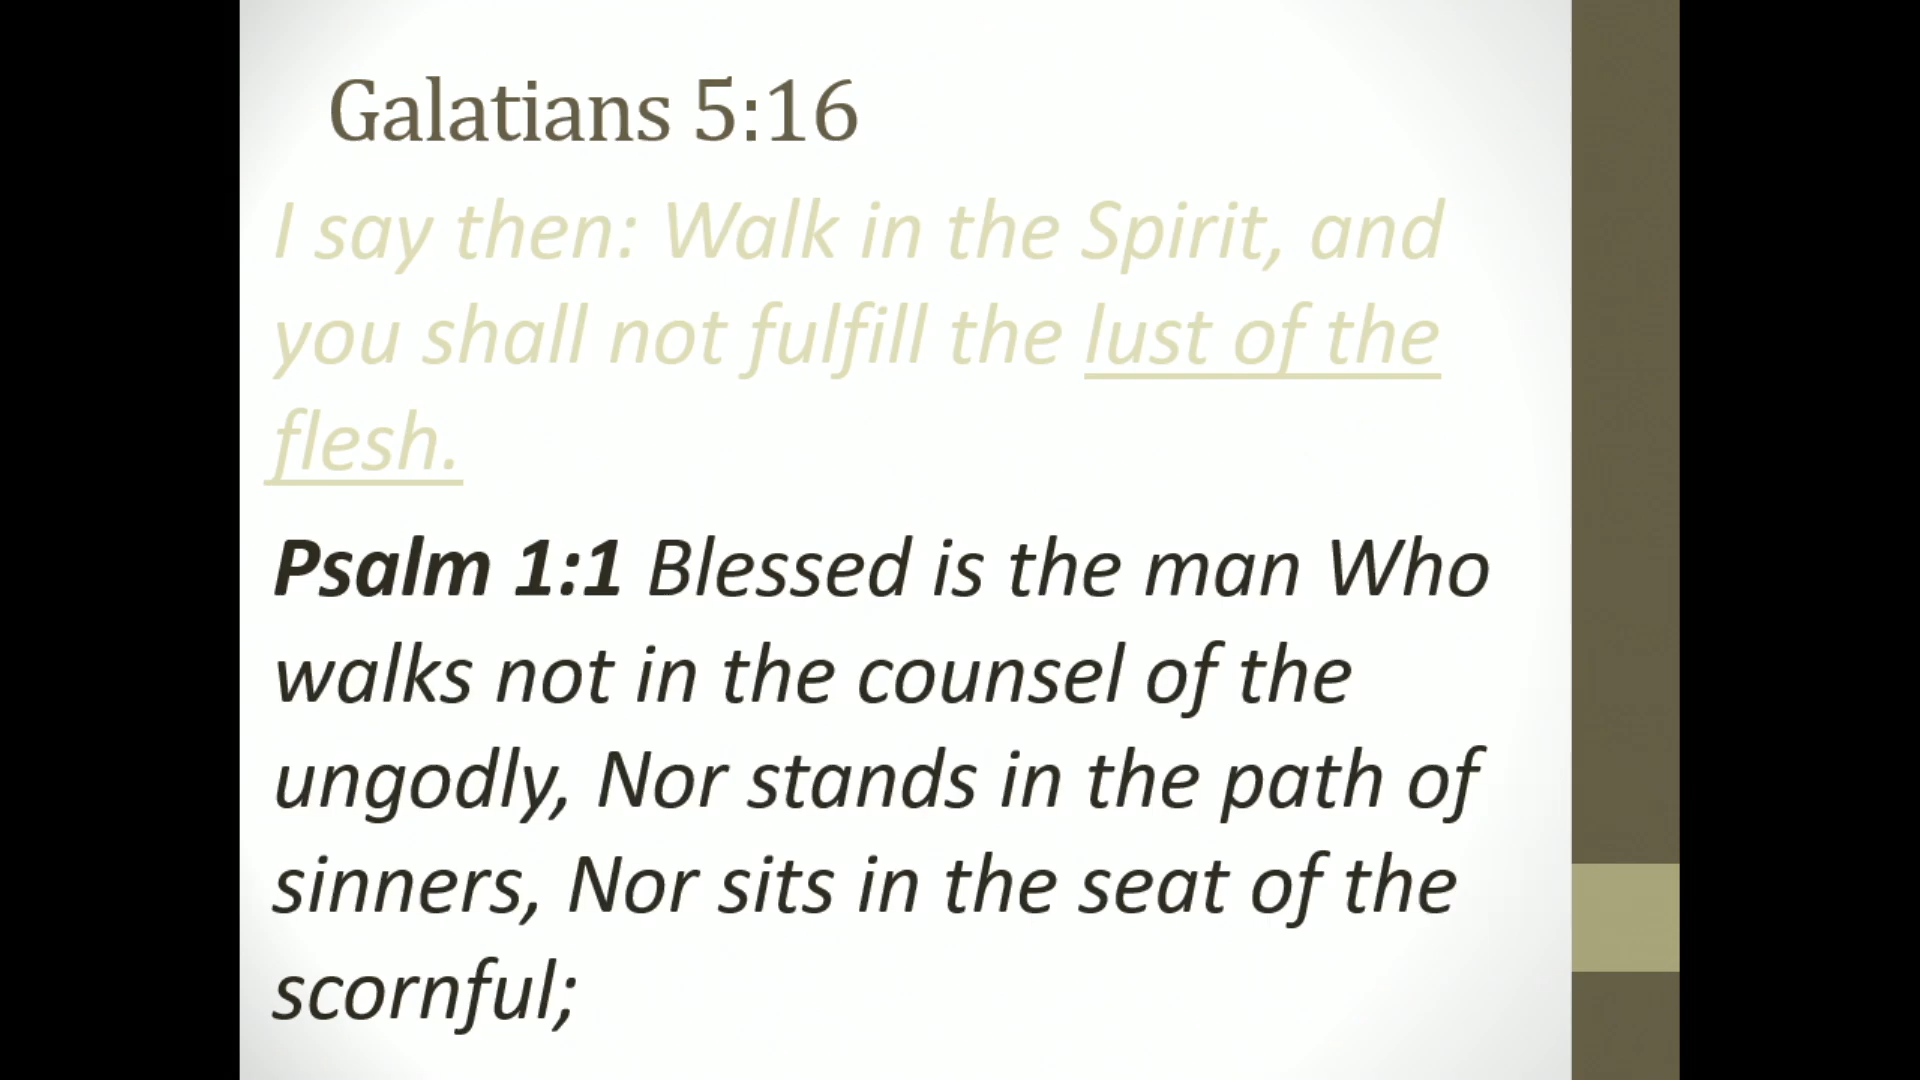 Galatians 5:16
I say then: Walk in the Spirit, and
you shall not fulfill the lust of the
flesh.
Psalm 1:1 Blessed is the man Who
walks not in the counsel of the
ungodly, Nor stands in the path of
sinners, Nor sits in the seat of the
scornful;